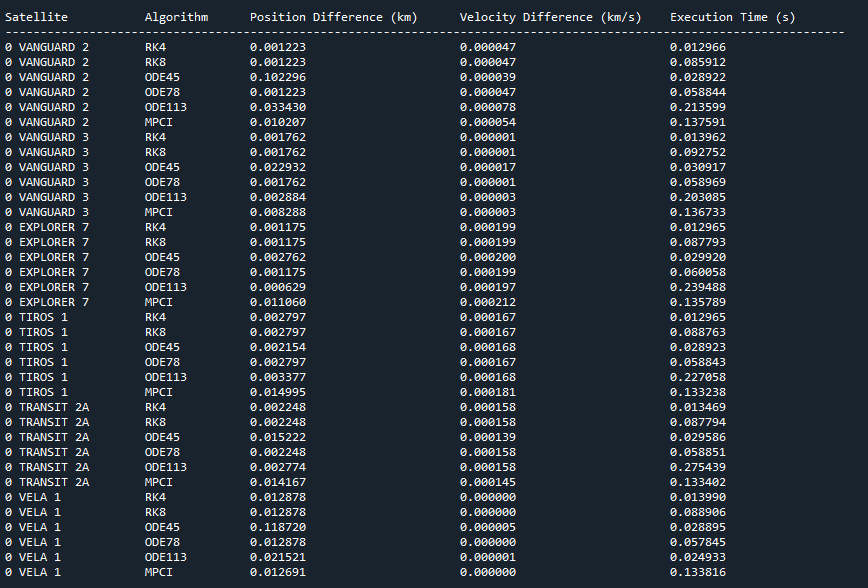 Satellite Algorithm Position Difference (km) Velocity Difference (km/s) Execution Time (s)
------------------------------------------------------------------------------------------------------------------------
0 VANGUARD 2 RK4 0.001223 0.000047 0.012966
0 VANGUARD 2 RK8 0.001223 0.000047 0.085912
0 VANGUARD 2 ODE45 0.102296 0.000039 0.028922
0 VANGUARD 2 ODE78 0.001223 0.000047 0.058844
0 VANGUARD 2 ODE113 0.033430 0.000078 0.213599
0 VANGUARD 2 MPCI 0.010207 0.000054 0.137591
0 VANGUARD 3 RK4 0.001762 0.000001 0.013962
0 VANGUARD 3 RK8 0.001762 0.000001 0.092752
0 VANGUARD 3 ODE45 0.022932 0.000017 0.030917
0 VANGUARD 3 ODE78 0.001762 0.000001 0.058969
0 VANGUARD 3 ODE113 0.002884 0.000003 0.203085
0 VANGUARD 3 MPCI 0.008288 0.000003 0.136733
0 EXPLORER 7 RK4 0.001175 0.000199 0.012965
0 EXPLORER 7 RK8 0.001175 0.000199 0.087793
0 EXPLORER 7 ODE45 0.002762 0.000200 0.029920
0 EXPLORER 7 ODE78 0.001175 0.000199 0.060058
0 EXPLORER 7 ODE113 0.000629 0.000197 0.239488
0 EXPLORER 7 MPCI 0.011060 0.000212 0.135789
0 TIROS 1 RK4 0.002797 0.000167 0.012965
0 TIROS 1 RK8 0.002797 0.000167 0.088763
0 TIROS 1 ODE45 0.002154 0.000168 0.028923
0 TIROS 1 ODE78 0.002797 0.000167 0.058843
0 TIROS 1 ODE113 0.003377 0.000168 0.227058
0 TIROS 1 MPCI 0.014995 0.000181 0.133238
0 TRANSIT 2A RK4 0.002248 0.000158 0.013469
0 TRANSIT 2A RK8 0.002248 0.000158 0.087794
0 TRANSIT 2A ODE45 0.015222 0.000139 0.029586
0 TRANSIT 2A ODE78 0.002248 0.000158 0.058851
0 TRANSIT 2A ODE113 0.002774 0.000158 0.275439
0 TRANSIT 2A MPCI 0.014167 0.000145 0.133402
0 VELA 1 RK4 0.012878 0.000000 0.013990
0 VELA 1 RK8 0.012878 0.000000 0.088906
0 VELA 1 ODE45 0.118720 0.000005 0.028895
0 VELA 1 ODE78 0.012878 0.000000 0.057845
0 VELA 1 ODE113 0.021521 0.000001 0.024933
0 VELA 1 MPCI 0.012691 0.000000 0.133816